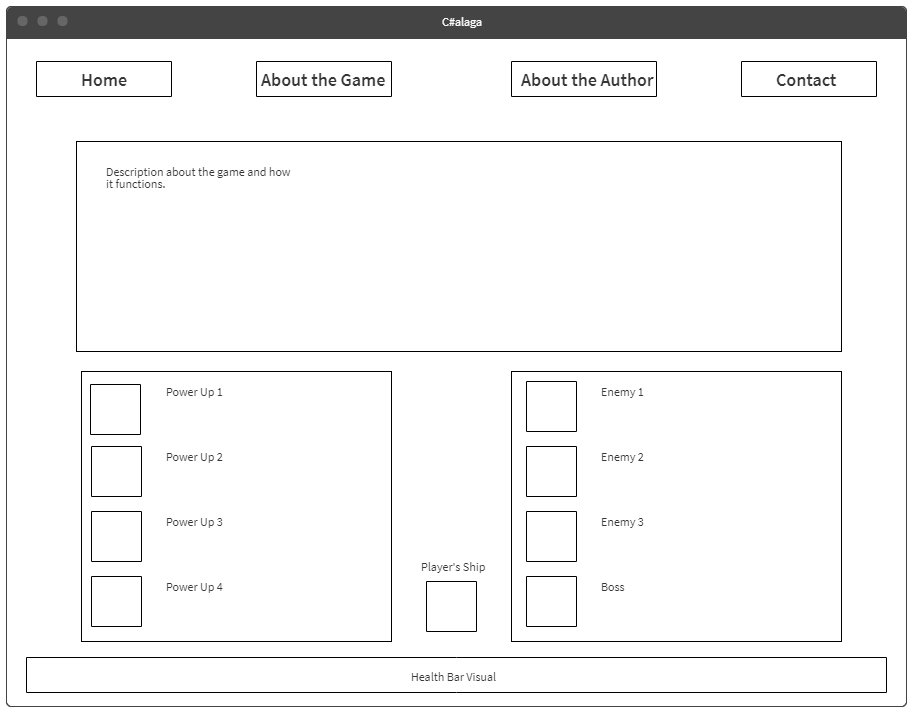 C#alaga
Home
About the Game
About the Author
Contact
Description about the game and how
it functions.
Power Up 1
Power Up 2
Power Up 3
Power Up 4
Player's Ship
Enemy 1
Enemy 2
Enemy 3
Boss
Health Bar Visual